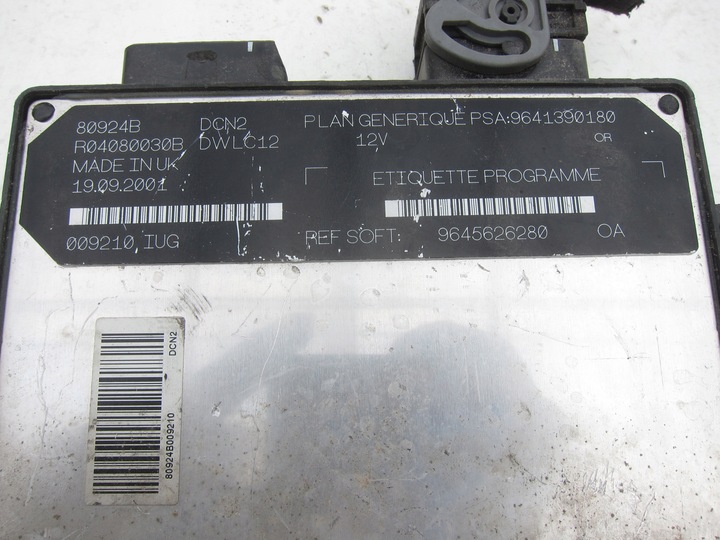 80924B DCN2 PLAN GENERIQUE PSA:9641390180
R04080030B DWLC12 12V OR
MADE IN UK
19.09.2001 ETIQUETTE PROGRAMME
009210 IUG REF SOFT: 9645626280 OA
DCN2
80924B009210